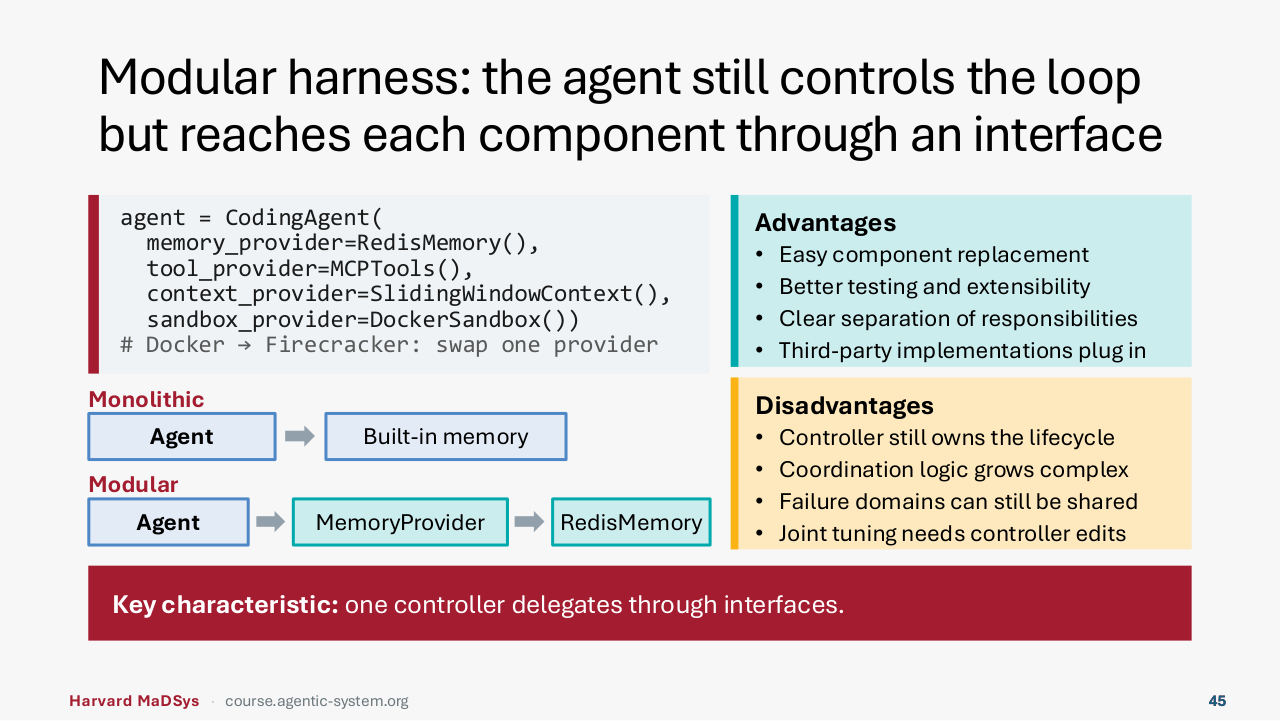 Modular harness: the agent still controls the loop
but reaches each component through an interface
agent = CodingAgent(
  memory_provider=RedisMemory(),
  tool_provider=MCPTools(),
  context_provider=SlidingWindowContext(),
  sandbox_provider=DockerSandbox())
# Docker → Firecracker: swap one provider
Monolithic
Agent
Built-in memory
Modular
Agent
MemoryProvider
RedisMemory
Advantages
• Easy component replacement
• Better testing and extensibility
• Clear separation of responsibilities
• Third-party implementations plug in
Disadvantages
• Controller still owns the lifecycle
• Coordination logic grows complex
• Failure domains can still be shared
• Joint tuning needs controller edits
Key characteristic: one controller delegates through interfaces.
Harvard MaDSys · course.agentic-system.org
45